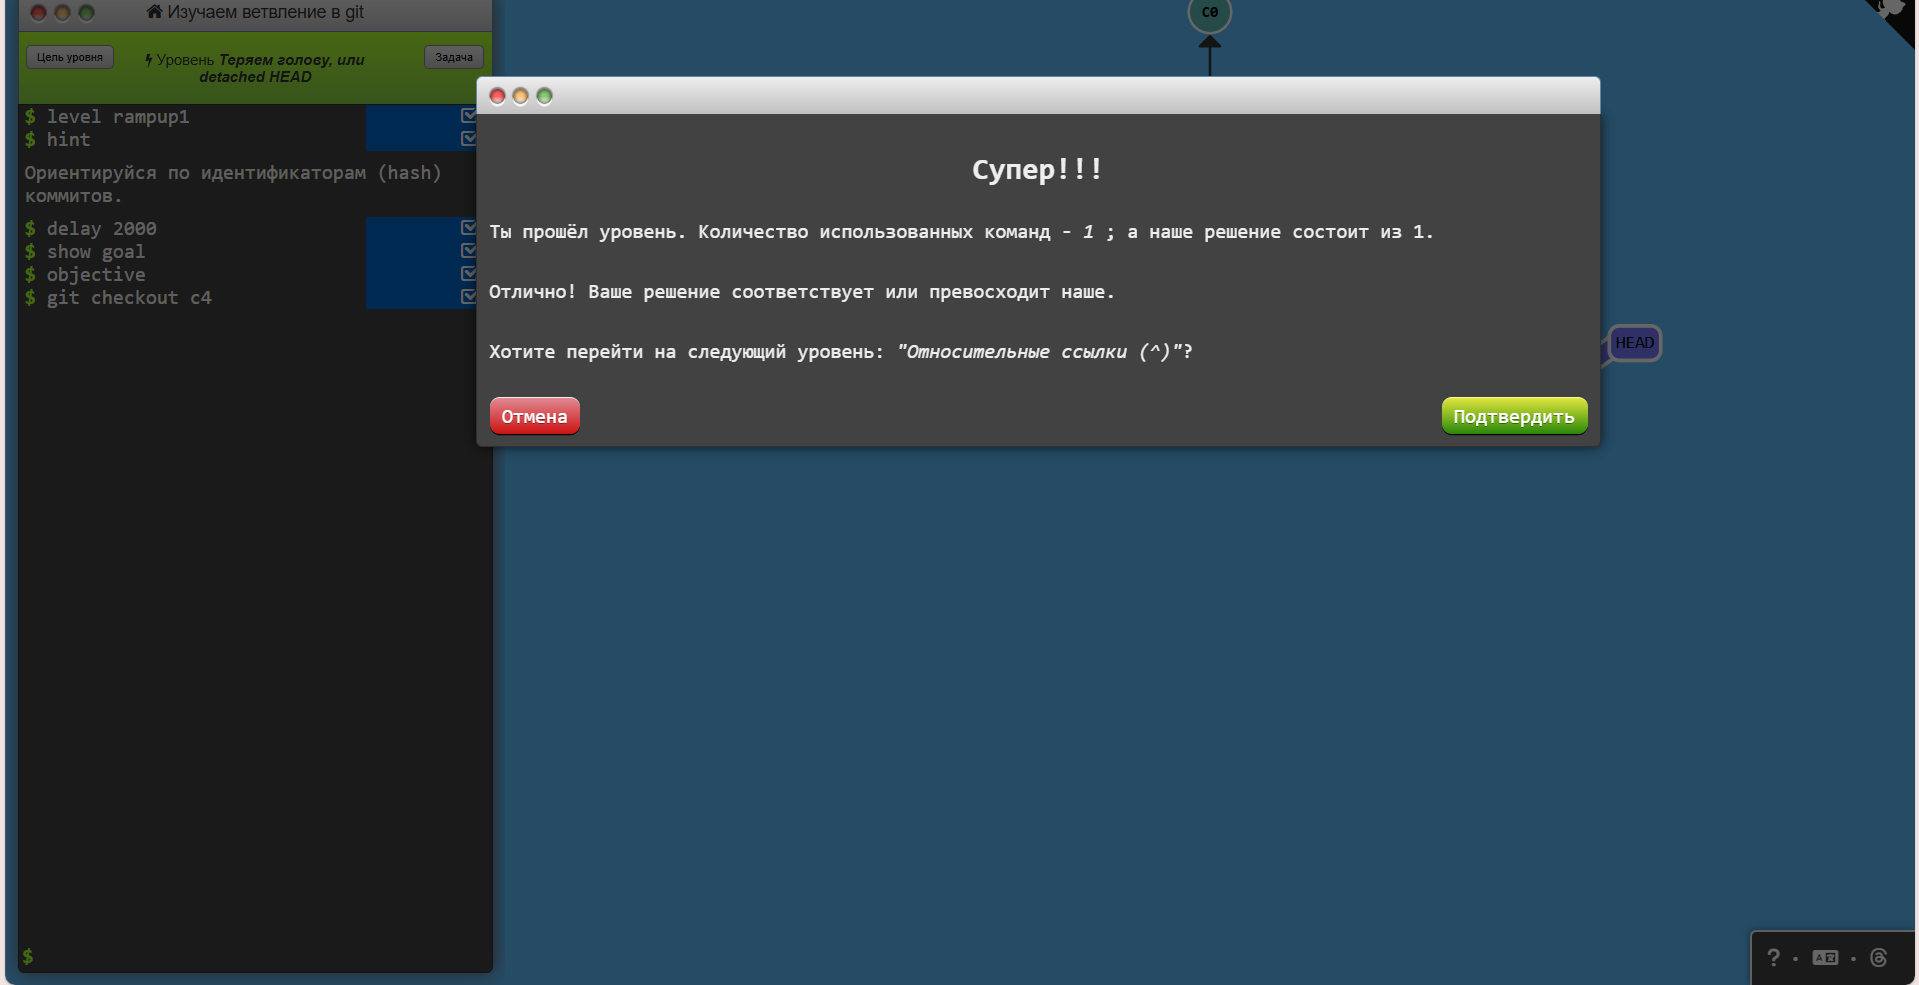 Изучаем ветвление в git
Цель уровня
Уровень Теряем голову, или
detached HEAD
Задача
$ level rampup1
$ hint
Ориентируйся по идентификаторам (hash)
коммитов.
$ delay 2000
$ show goal
$ objective
$ git checkout c4
$
C0
HEAD
Супер!!!
Ты прошёл уровень. Количество использованных команд - 1 ; а наше решение состоит из 1.
Отлично! Ваше решение соответствует или превосходит наше.
Хотите перейти на следующий уровень: "Относительные ссылки (^)"?
Отмена
Подтвердить
? · A ·